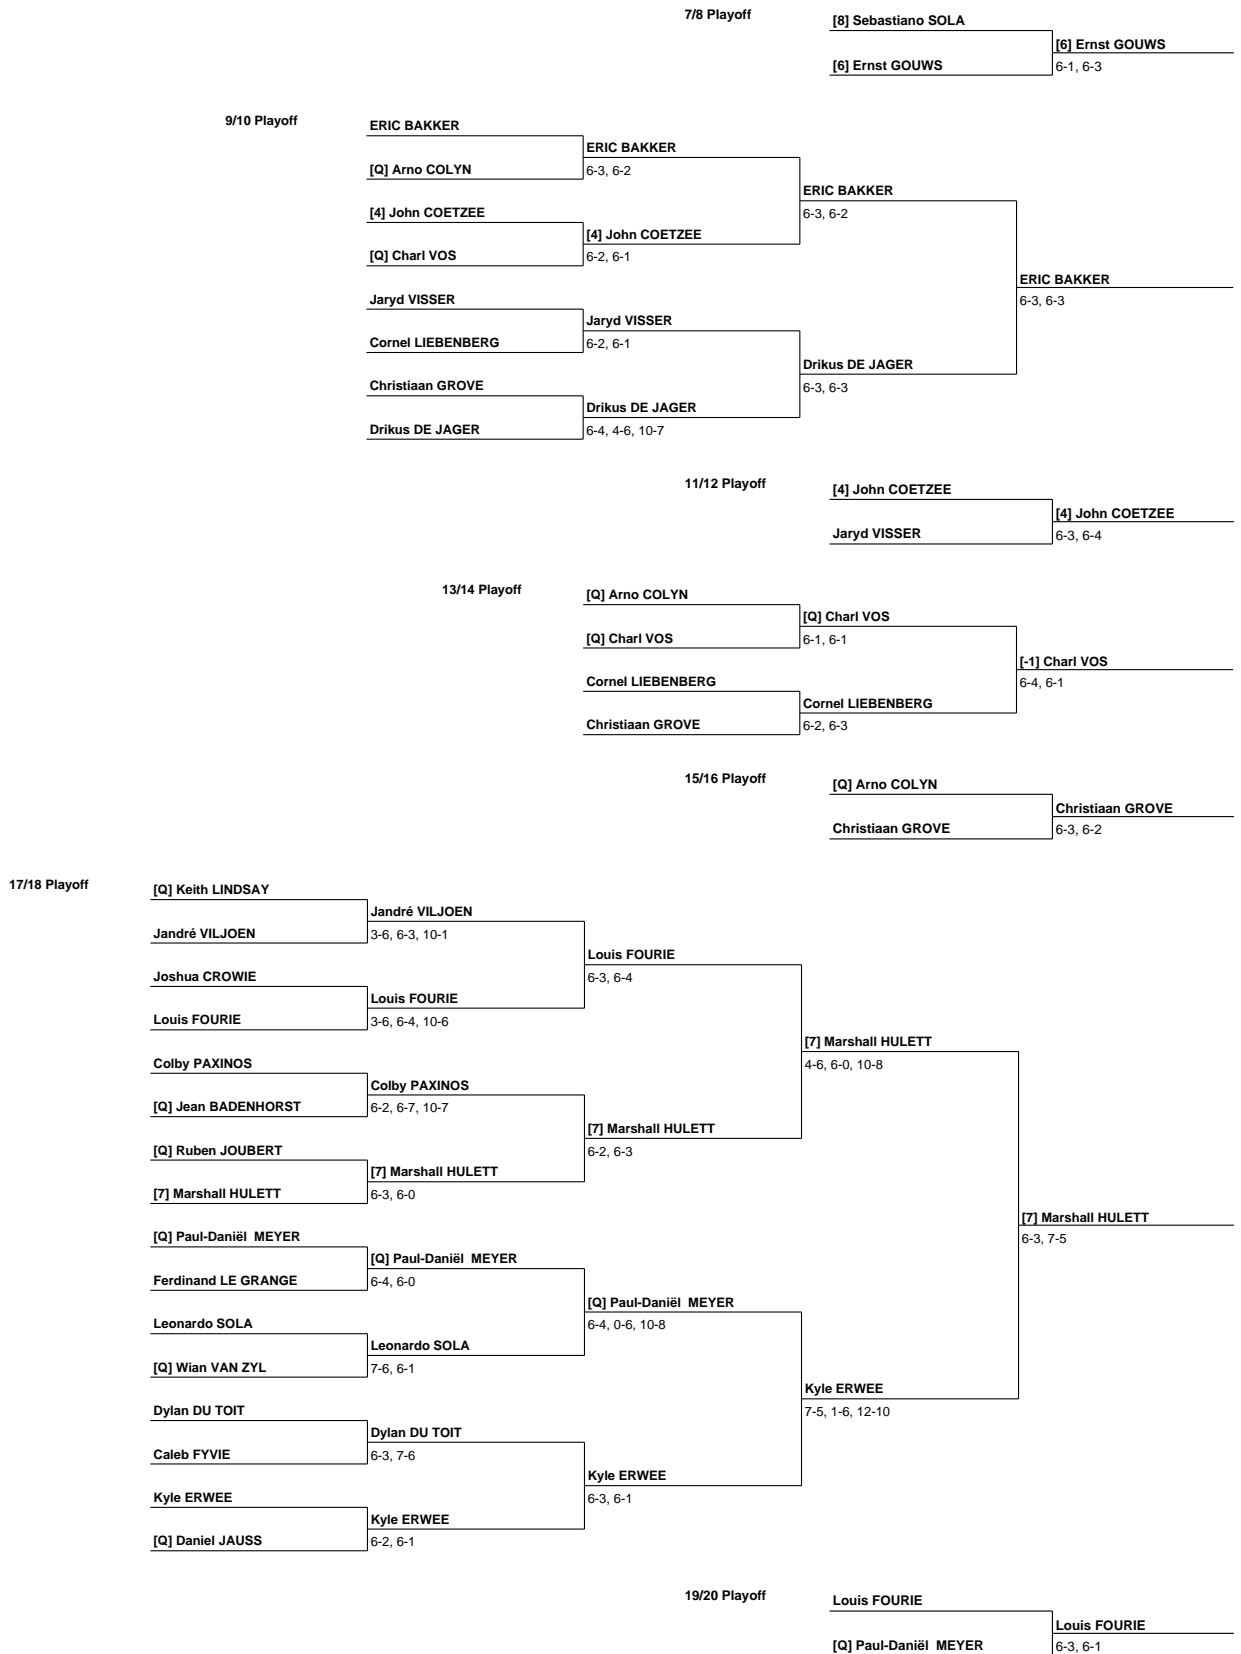 7/8 Playoff
[8] Sebastiano SOLA
[6] Ernst GOUWS
[6] Ernst GOUWS
6-1, 6-3
9/10 Playoff
ERIC BAKKER
ERIC BAKKER
[Q] Arno COLYN
6-3, 6-2
ERIC BAKKER
[4] John COETZEE
6-3, 6-2
[4] John COETZEE
[Q] Charl VOS
6-2, 6-1
ERIC BAKKER
Jaryd VISSER
6-3, 6-3
Jaryd VISSER
Cornel LIEBENBERG
6-2, 6-1
Drikus DE JAGER
Christiaan GROVE
6-3, 6-3
Drikus DE JAGER
Drikus DE JAGER
6-4, 4-6, 10-7
11/12 Playoff
[4] John COETZEE
[4] John COETZEE
Jaryd VISSER
6-3, 6-4
13/14 Playoff
[Q] Arno COLYN
[Q] Charl VOS
[Q] Charl VOS
6-1, 6-1
[-1] Charl VOS
Cornel LIEBENBERG
6-4, 6-1
Cornel LIEBENBERG
Christiaan GROVE
6-2, 6-3
15/16 Playoff
[Q] Arno COLYN
Christiaan GROVE
Christiaan GROVE
6-3, 6-2
17/18 Playoff
[Q] Keith LINDSAY
Jandré VILJOEN
Jandré VILJOEN
3-6, 6-3, 10-1
Louis FOURIE
Joshua CROWIE
6-3, 6-4
Louis FOURIE
Louis FOURIE
3-6, 6-4, 10-6
[7] Marshall HULETT
Colby PAXINOS
4-6, 6-0, 10-8
Colby PAXINOS
[Q] Jean BADENHORST
6-2, 6-7, 10-7
[7] Marshall HULETT
[Q] Ruben JOUBERT
6-2, 6-3
[7] Marshall HULETT
[7] Marshall HULETT
6-3, 6-0
[7] Marshall HULETT
[Q] Paul-Daniël  MEYER
6-3, 7-5
[Q] Paul-Daniël  MEYER
Ferdinand LE GRANGE
6-4, 6-0
[Q] Paul-Daniël  MEYER
Leonardo SOLA
6-4, 0-6, 10-8
Leonardo SOLA
[Q] Wian VAN ZYL
7-6, 6-1
Kyle ERWEE
Dylan DU TOIT
7-5, 1-6, 12-10
Dylan DU TOIT
Caleb FYVIE
6-3, 7-6
Kyle ERWEE
Kyle ERWEE
6-3, 6-1
Kyle ERWEE
[Q] Daniel JAUSS
6-2, 6-1
19/20 Playoff
Louis FOURIE
Louis FOURIE
[Q] Paul-Daniël  MEYER
6-3, 6-1